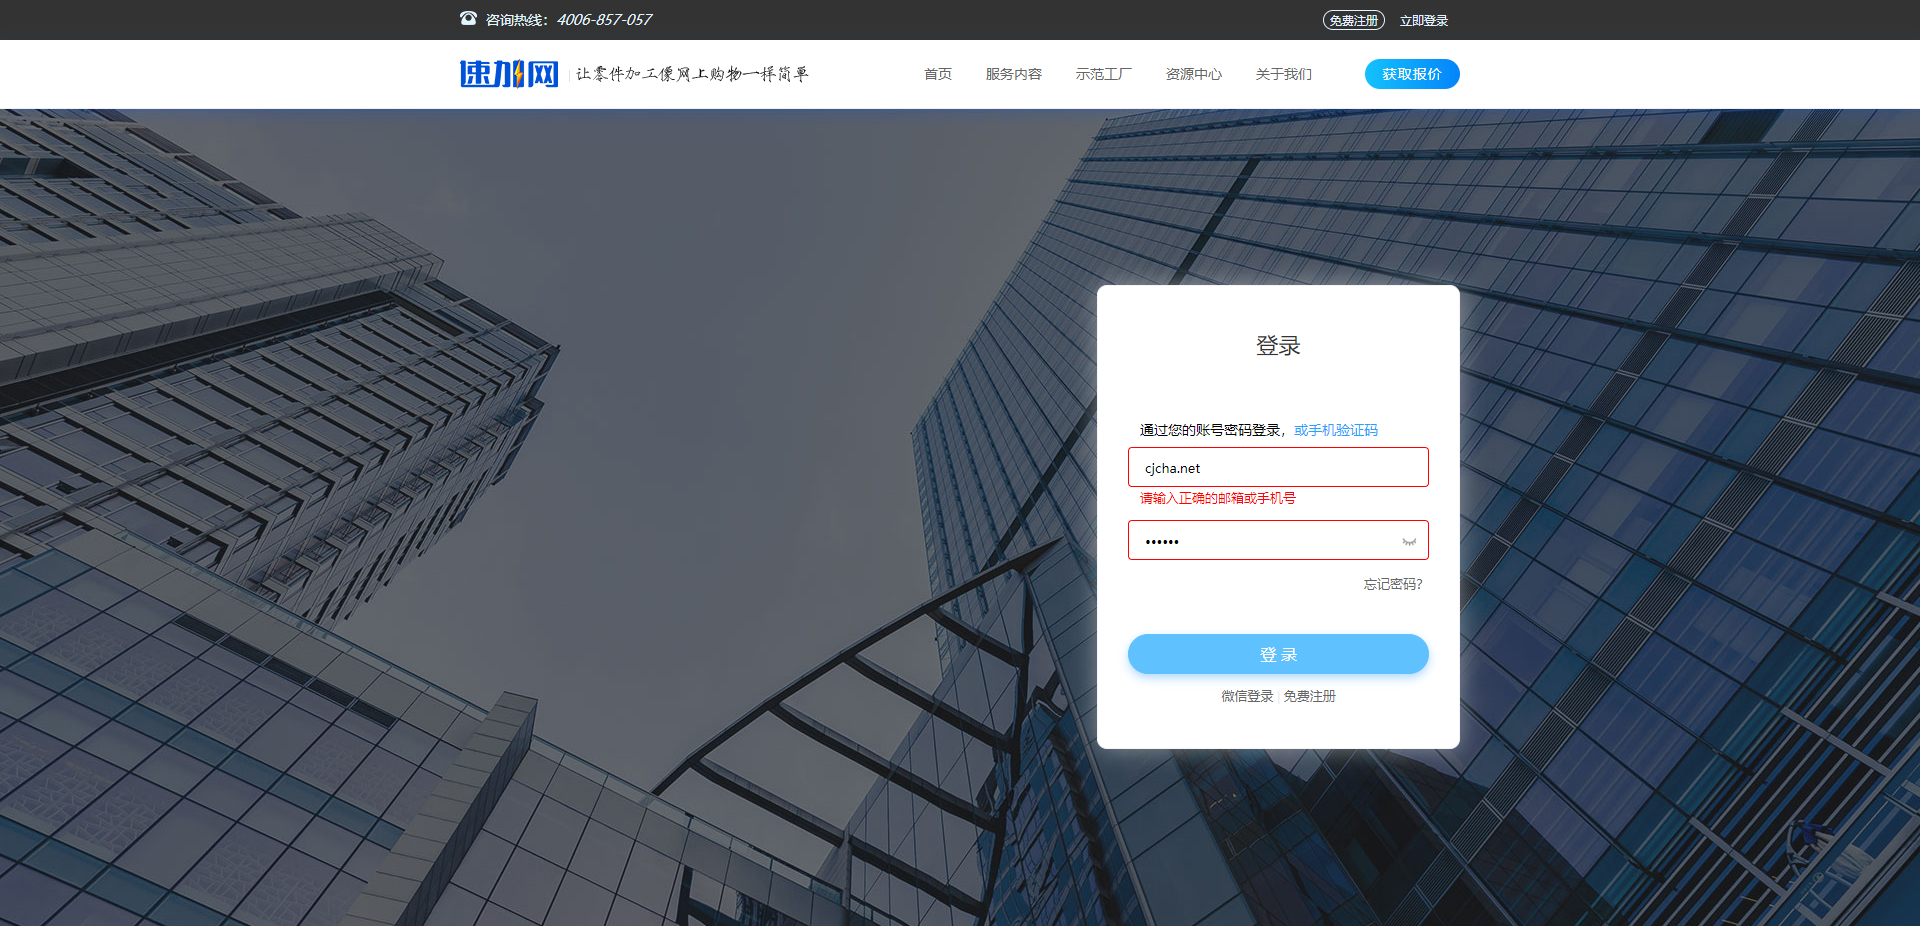 咨询热线：4006-857-057
免费注册 立即登录
速加网 让零件加工像网上购物一样简单
首页 服务内容 示范工厂 资源中心 关于我们 获取报价
登录
通过您的账号密码登录，或手机验证码
cjcha.net
请输入正确的邮箱或手机号
••••••
忘记密码?
登 录
微信登录 | 免费注册